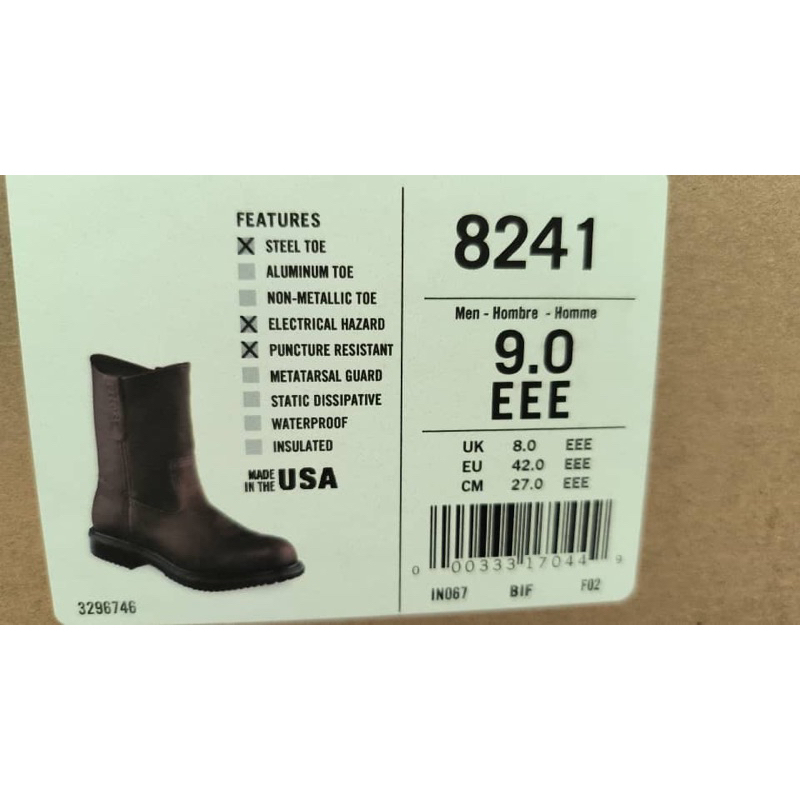 FEATURES
STEEL TOE
ALUMINUM TOE
NON-METALLIC TOE
ELECTRICAL HAZARD
PUNCTURE RESISTANT
METATARSAL GUARD
STATIC DISSIPATIVE
WATERPROOF
INSULATED
MADE IN THE USA
3296746
8241
Men - Hombre - Homme
9.0
EEE
UK 8.0 EEE
EU 42.0 EEE
CM 27.0 EEE
0 00333 17044 9
IN067 BIF F02